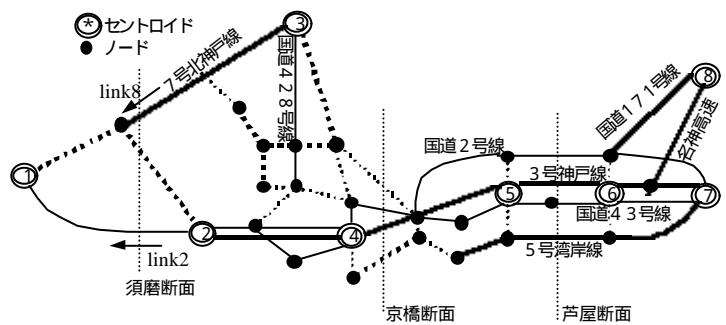 * セントロイド
ノード
3
link8
7号北神戸線
国道428号線
国道171号線
8
名神高速
国道2号線
3号神戸線
1
5
6
7
国道43号線
2
4
link2
5号湾岸線
須磨断面
京橋断面
芦屋断面